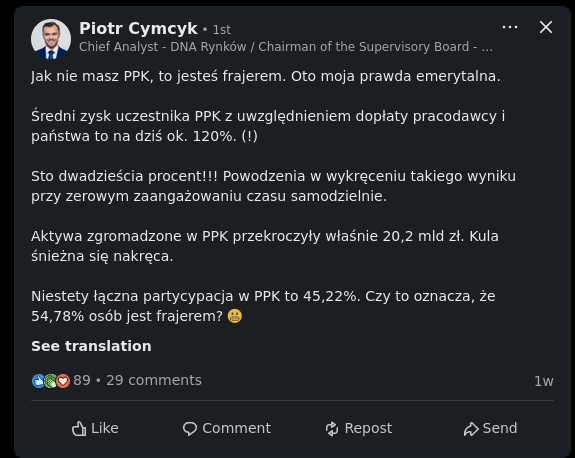 Piotr Cymcyk • 1st
Chief Analyst - DNA Rynków / Chairman of the Supervisory Board - ...
Jak nie masz PPK, to jesteś frajerem. Oto moja prawda emerytalna.
Średni zysk uczestnika PPK z uwzględnieniem dopłaty pracodawcy i
państwa to na dziś ok. 120%. (!)
Sto dwadzieścia procent!!! Powodzenia w wykręceniu takiego wyniku
przy zerowym zaangażowaniu czasu samodzielnie.
Aktywa zgromadzone w PPK przekroczyły właśnie 20,2 mld zł. Kula
śnieżna się nakręca.
Niestety łączna partycypacja w PPK to 45,22%. Czy to oznacza, że
54,78% osób jest frajerem? 😬
See translation
89 • 29 comments
1w
Like Comment Repost Send